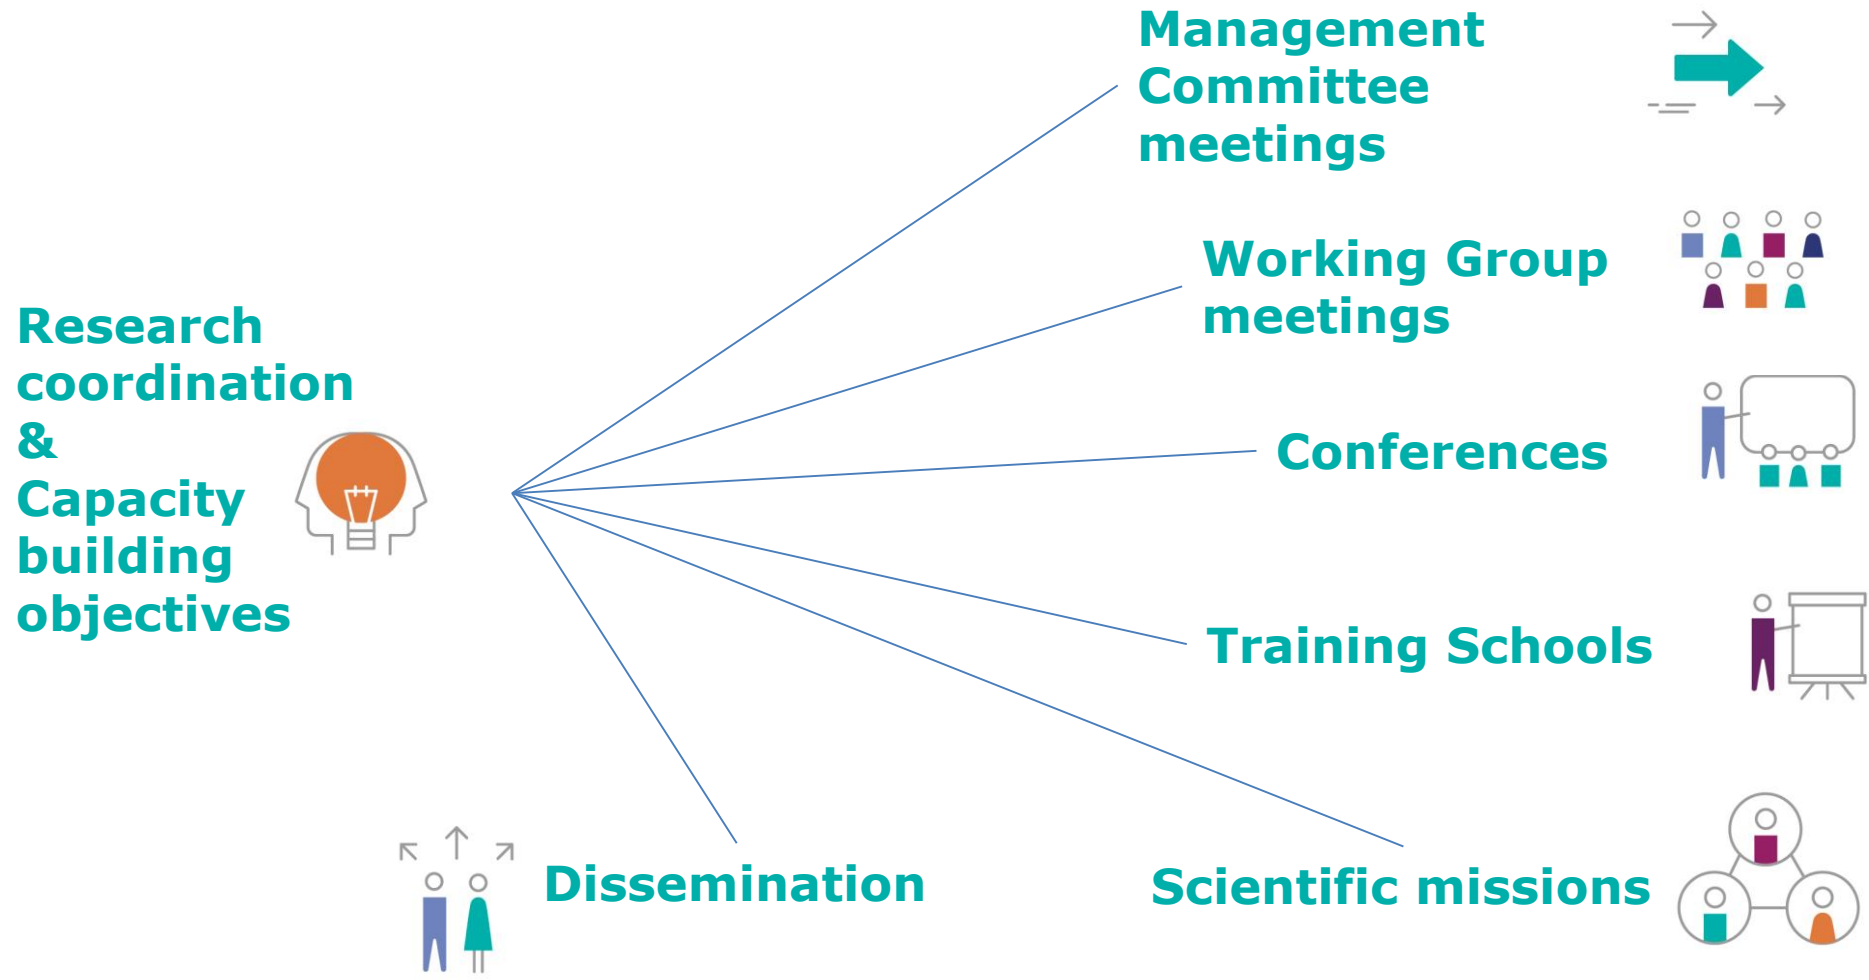 Research
coordination
&
Capacity
building
objectives
Management
Committee
meetings
Working Group
meetings
Conferences
Training Schools
Scientific missions
Dissemination